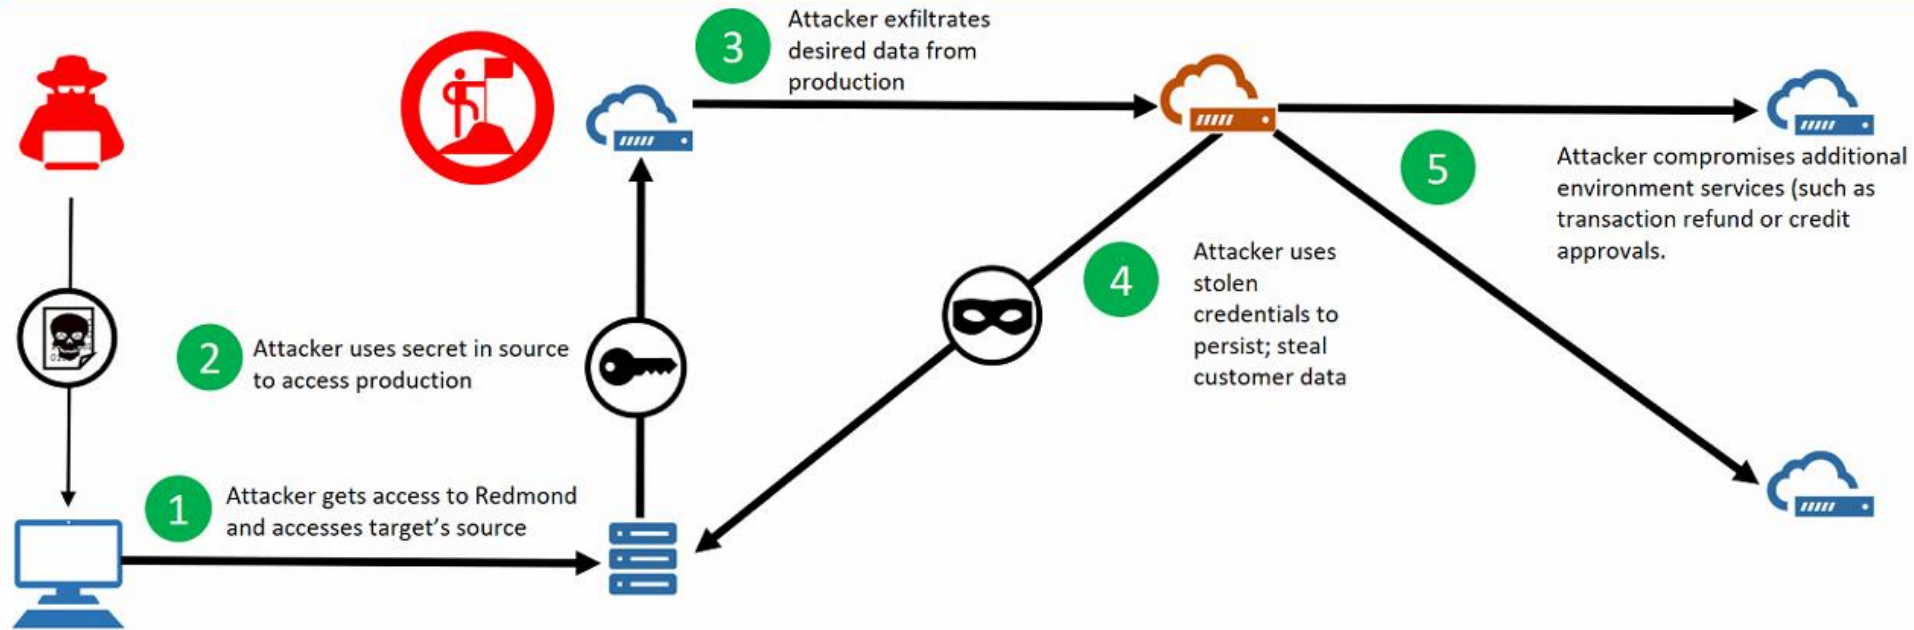 3
Attacker exfiltrates
desired data from
production
5
Attacker compromises additional
environment services (such as
transaction refund or credit
approvals.
4
Attacker uses
stolen
credentials to
persist; steal
customer data
2
Attacker uses secret in source
to access production
1
Attacker gets access to Redmond
and accesses target's source